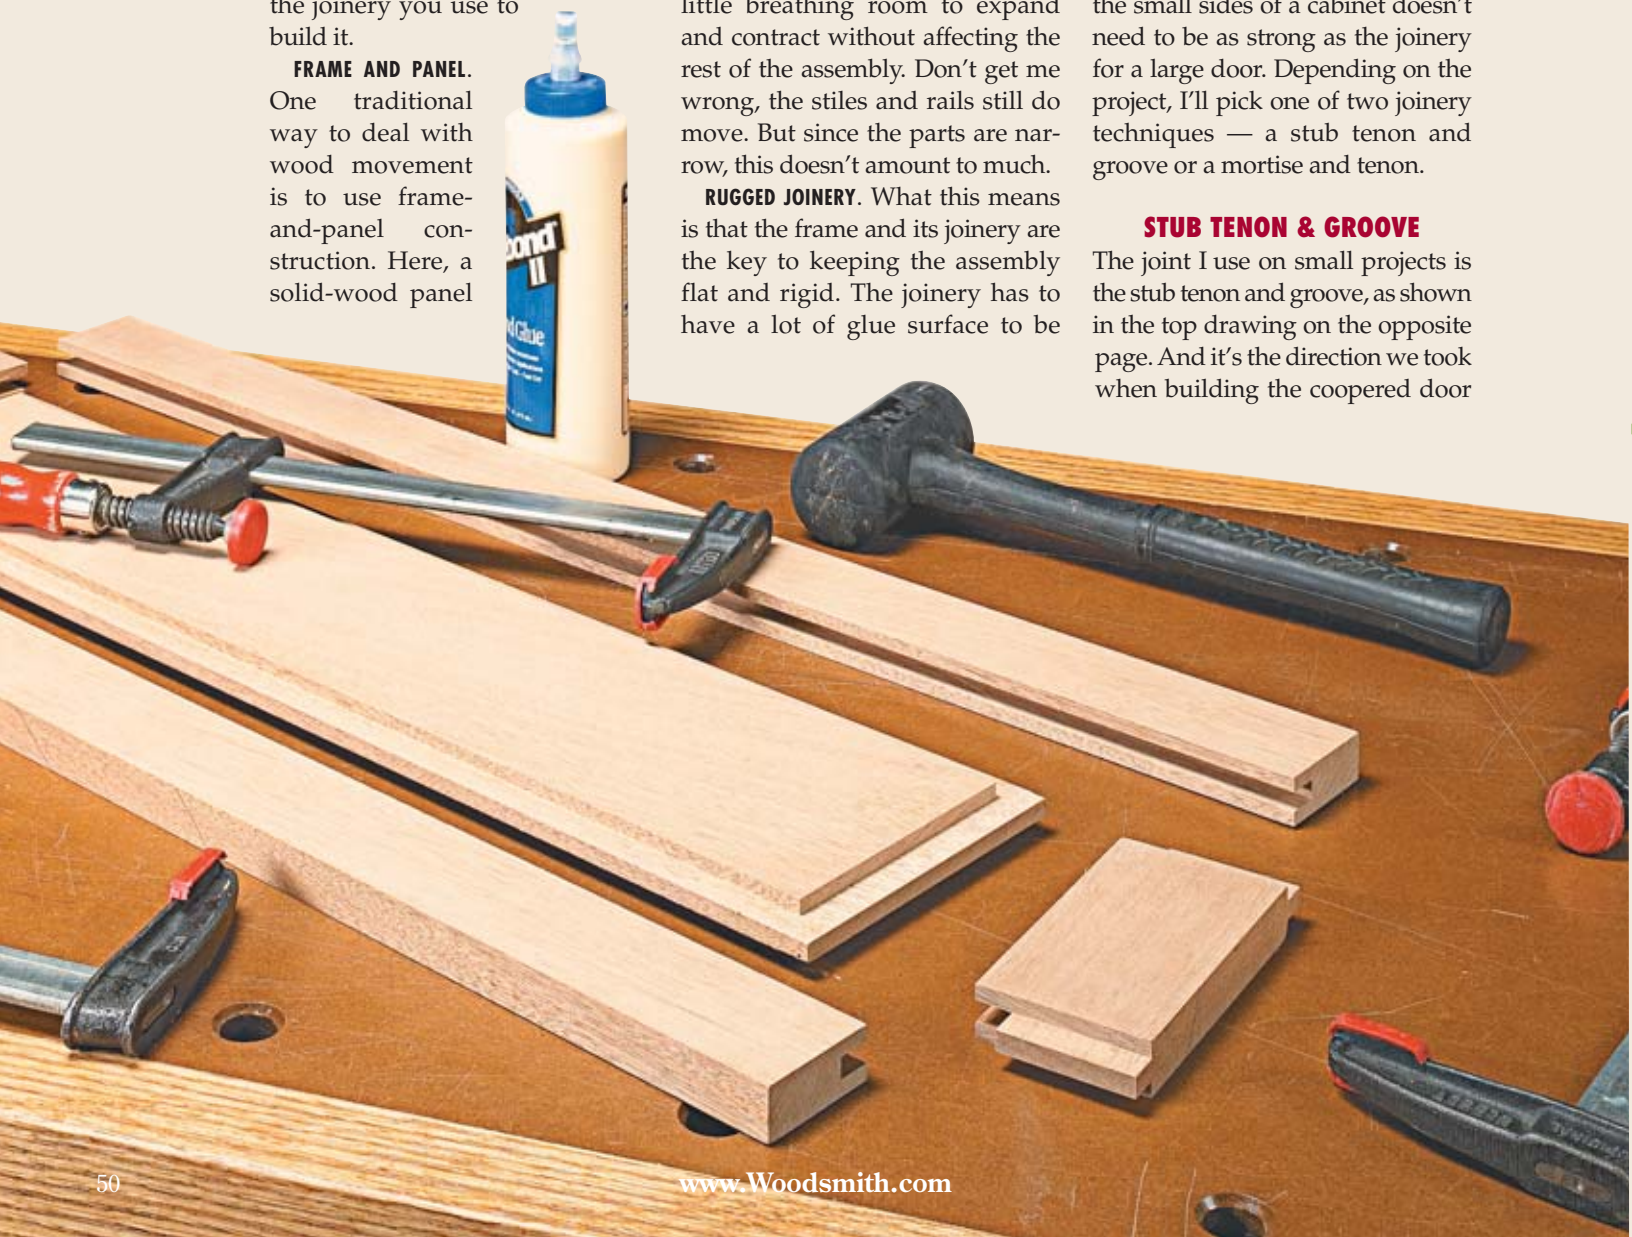 the joinery you use to
build it.
FRAME AND PANEL.
One traditional
way to deal with
wood movement
is to use frame-
and-panel con-
struction. Here, a
solid-wood panel
little breathing room to expand
and contract without affecting the
rest of the assembly. Don't get me
wrong, the stiles and rails still do
move. But since the parts are nar-
row, this doesn't amount to much.
RUGGED JOINERY. What this means
is that the frame and its joinery are
the key to keeping the assembly
flat and rigid. The joinery has to
have a lot of glue surface to be
the small sides of a cabinet doesn't
need to be as strong as the joinery
for a large door. Depending on the
project, I'll pick one of two joinery
techniques — a stub tenon and
groove or a mortise and tenon.
STUB TENON & GROOVE
The joint I use on small projects is
the stub tenon and groove, as shown
in the top drawing on the opposite
page. And it's the direction we took
when building the coopered door
bond
II
d Glue
50
www.Woodsmith.com